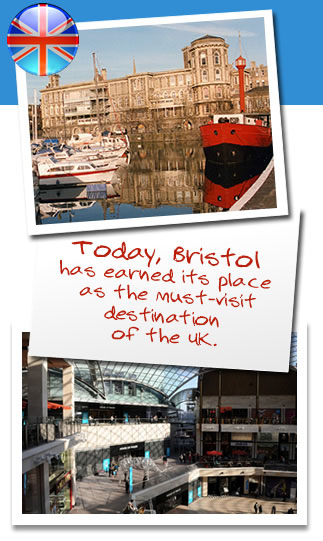 Today, Bristol
has earned its place
as the must-visit
destination
of the UK.